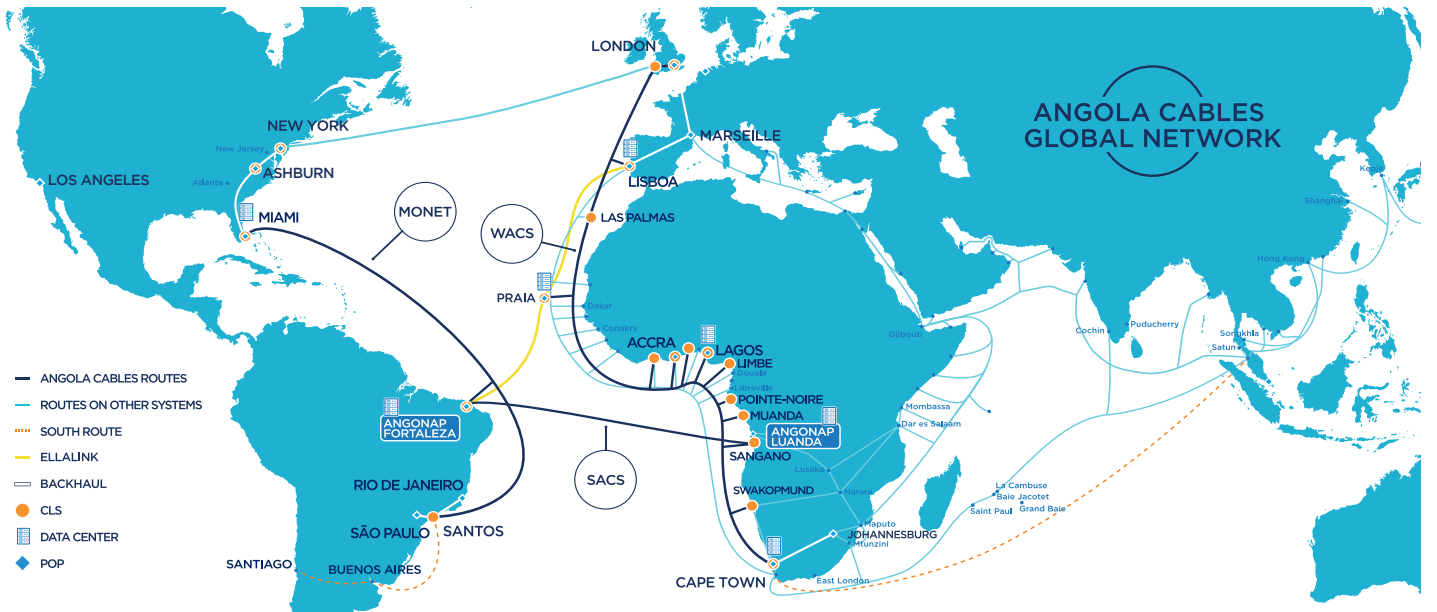 LONDON
ANGOLA CABLES
GLOBAL NETWORK
NEW YORK
MARSEILLE
New Jersey
ASHBURN
LOS ANGELES
Atlanta
LISBOA
Kobie
Shanghai
MIAMI
MONET
LAS PALMAS
WACS
Hong Kong
PRAIA
Dakar
Conakry
Djibouti
Cochin
Puducherry
Songkhla
Satun
ACCRA
LAGOS
LIMBE
Douala
Libreville
POINTE-NOIRE
MUANDA
Mombassa
Dar es Salaam
ANGONAP
FORTALEZA
ANGONAP
LUANDA
SANGANO
SACS
Lusaka
RIO DE JANEIRO
SWAKOPMUND
Harare
La Cambuse
Baie Jacotet
Saint Paul
Grand Baie
SÃO PAULO
SANTOS
Maputo
JOHANNESBURG
Mtunzini
SANTIAGO
BUENOS AIRES
CAPE TOWN
East London
ANGOLA CABLES ROUTES
ROUTES ON OTHER SYSTEMS
SOUTH ROUTE
ELLALINK
BACKHAUL
CLS
DATA CENTER
POP